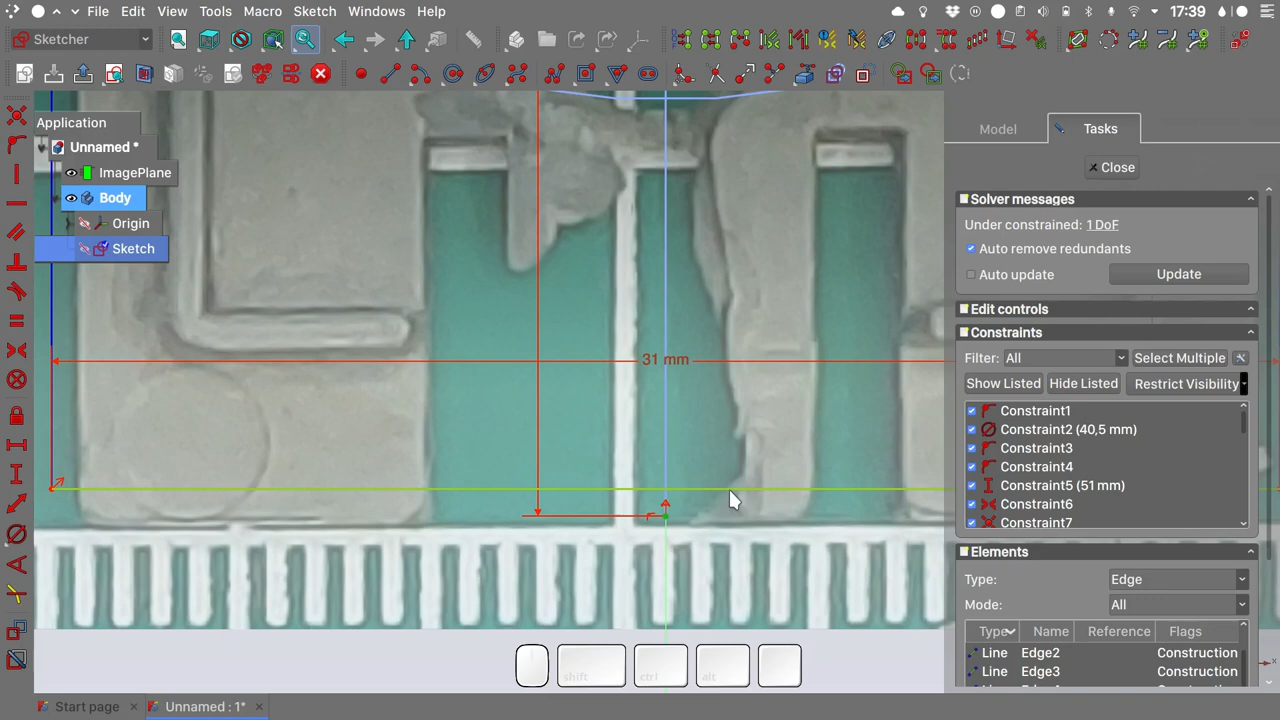 File Edit View Tools Macro Sketch Windows Help
17:39
Sketcher
Application
Unnamed *
ImagePlane
Body
Origin
Sketch
31 mm
Model
Tasks
Close
Solver messages
Under constrained: 1 DoF
Auto remove redundants
Auto update Update
Edit controls
Constraints
Filter: All Select Multiple
Show Listed Hide Listed Restrict Visibility
Constraint1
Constraint2 (40,5 mm)
Constraint3
Constraint4
Constraint5 (51 mm)
Constraint6
Constraint7
Elements
Type: Edge
Mode: All
Type Name Reference Flags
Line Edge2 Construction
Line Edge3 Construction
shift ctrl alt
Start page Unnamed : 1*